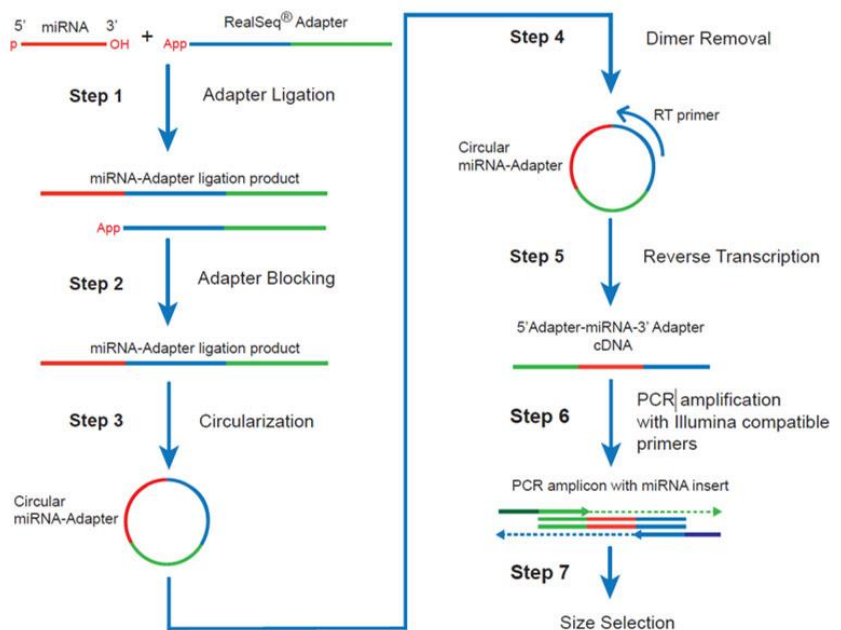 5' miRNA 3'
p OH + App RealSeq® Adapter
Step 1 Adapter Ligation
miRNA-Adapter ligation product
App
Step 2 Adapter Blocking
miRNA-Adapter ligation product
Step 3 Circularization
Circular
miRNA-Adapter
Step 4 Dimer Removal
RT primer
Circular
miRNA-Adapter
Step 5 Reverse Transcription
5'Adapter-miRNA-3' Adapter
cDNA
Step 6 PCR amplification
with Illumina compatible
primers
PCR amplicon with miRNA insert
Step 7
Size Selection